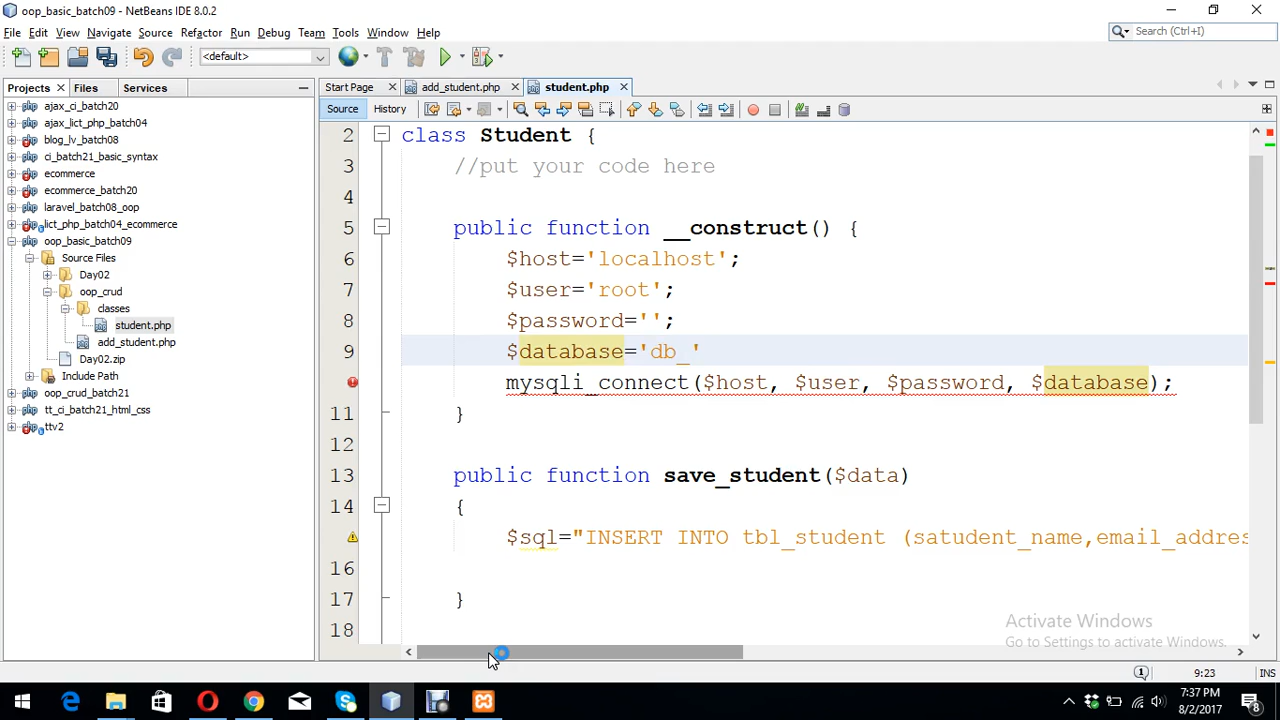 oop_basic_batch09 - NetBeans IDE 8.0.2
File Edit View Navigate Source Refactor Run Debug Team Tools Window Help
Search (Ctrl+I)
<default>
Projects Files Services
Start Page add_student.php student.php
Source History
ajax_ci_batch20
ajax_lict_php_batch04
blog_lv_batch08
ci_batch21_basic_syntax
ecommerce
ecommerce_batch20
laravel_batch08_oop
lict_php_batch04_ecommerce
oop_basic_batch09
Source Files
Day02
oop_crud
classes
student.php
add_student.php
Day02.zip
Include Path
oop_crud_batch21
tt_ci_batch21_html_css
ttv2
2 class Student {
3 //put your code here
4
5 public function __construct() {
6 $host='localhost';
7 $user='root';
8 $password='';
9 $database='db_'
mysqli_connect($host, $user, $password, $database);
11 }
12
13 public function save_student($data)
14 {
$sql="INSERT INTO tbl_student (satudent_name,email_addres
16
17 }
18
Activate Windows
Go to Settings to activate Windows.
1 9:23 INS
7:37 PM
8/2/2017
8